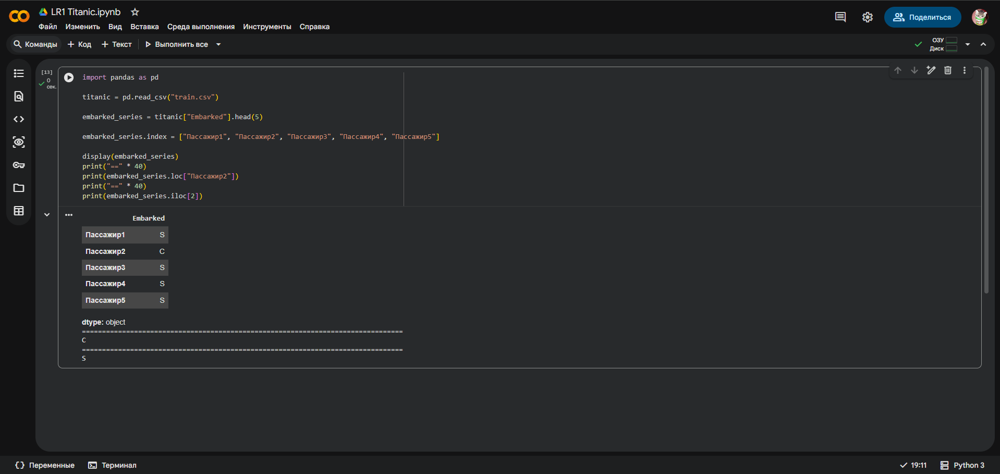 LR1 Titanic.ipynb
Файл Изменить Вид Вставка Среда выполнения Инструменты Справка
Поделиться
Команды + Код + Текст Выполнить все
ОЗУ
Диск
[13]
0
сек.
import pandas as pd
titanic = pd.read_csv("train.csv")
embarked_series = titanic["Embarked"].head(5)
embarked_series.index = ["Пассажир1", "Пассажир2", "Пассажир3", "Пассажир4", "Пассажир5"]
display(embarked_series)
print("==" * 40)
print(embarked_series.loc["Пассажир2"])
print("==" * 40)
print(embarked_series.iloc[2])
Embarked
Пассажир1 S
Пассажир2 C
Пассажир3 S
Пассажир4 S
Пассажир5 S
dtype: object
================================================================================
C
================================================================================
S
{} Переменные Терминал 19:11 Python 3